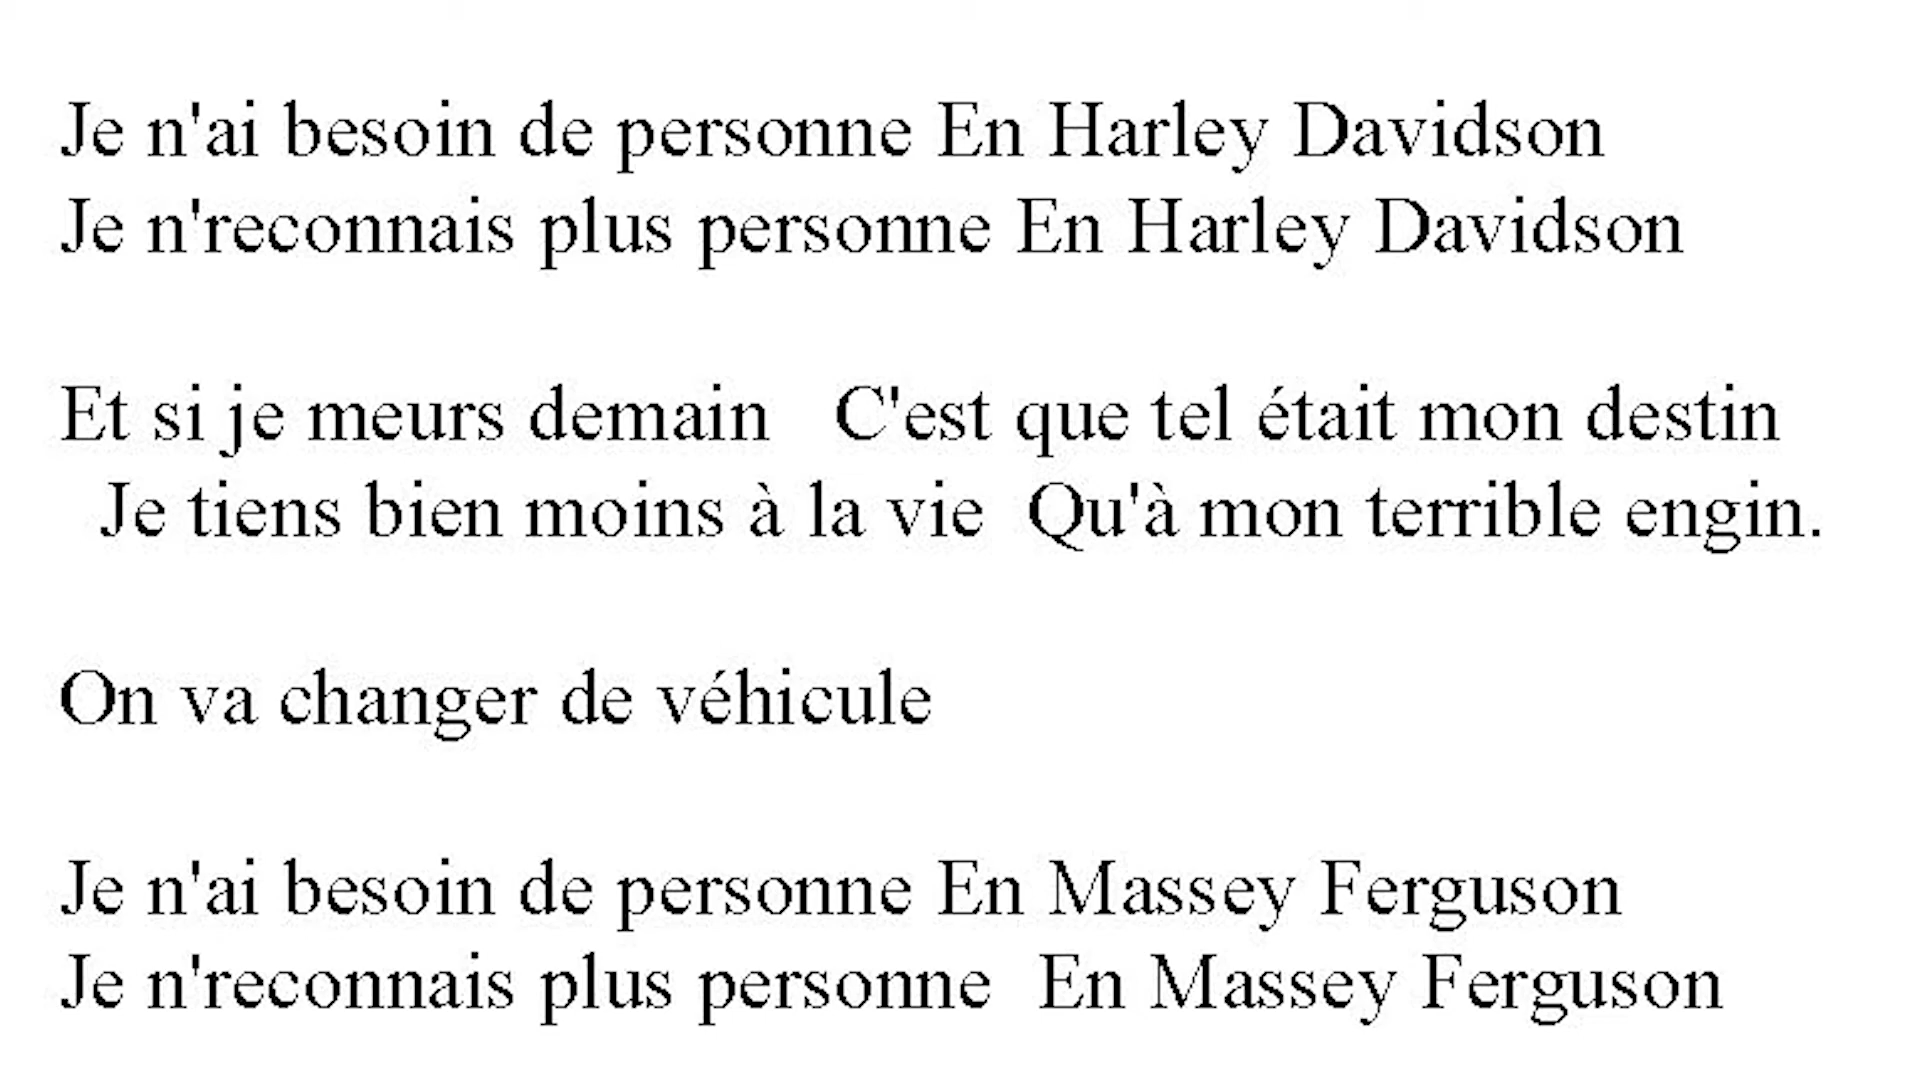 Je n'ai besoin de personne En Harley Davidson
Je n'reconnais plus personne En Harley Davidson
Et si je meurs demain   C'est que tel était mon destin
Je tiens bien moins à la vie  Qu'à mon terrible engin.
On va changer de véhicule
Je n'ai besoin de personne En Massey Ferguson
Je n'reconnais plus personne  En Massey Ferguson